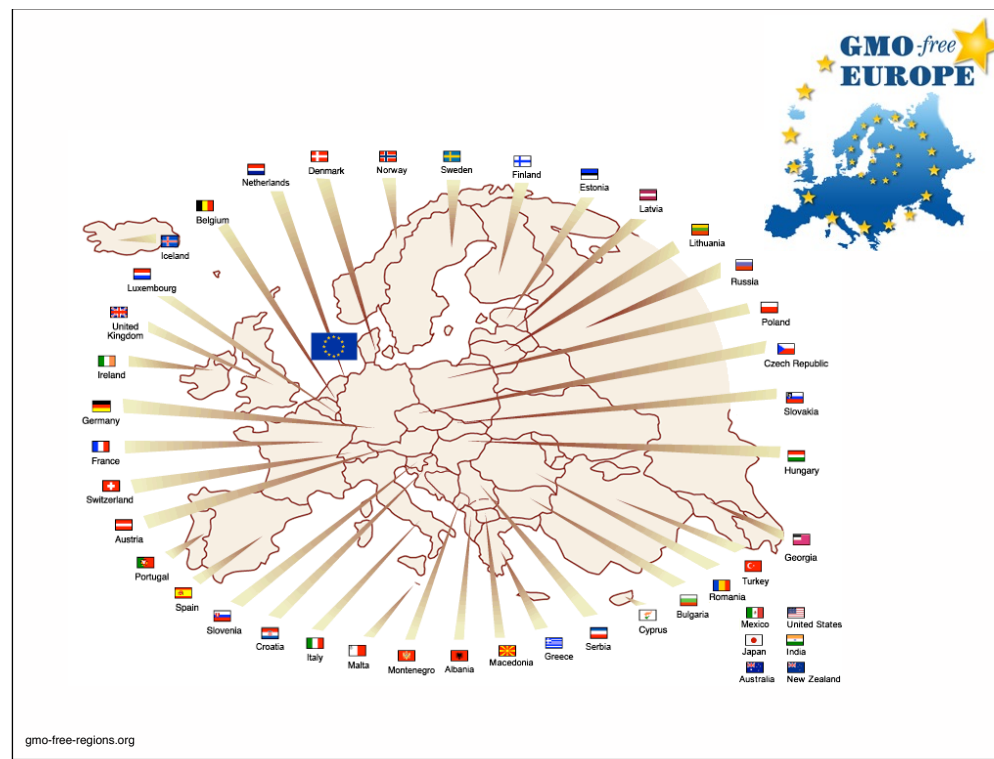 GMO-free
EUROPE
Netherlands
Denmark
Norway
Sweden
Finland
Estonia
Latvia
Lithuania
Russia
Poland
Czech Republic
Slovakia
Hungary
Georgia
Turkey
Romania
Bulgaria
Cyprus
Serbia
Greece
Macedonia
Albania
Montenegro
Malta
Italy
Croatia
Slovenia
Spain
Portugal
Austria
Switzerland
France
Germany
Ireland
United
Kingdom
Luxembourg
Iceland
Belgium
Mexico
United States
Japan
India
Australia
New Zealand
gmo-free-regions.org